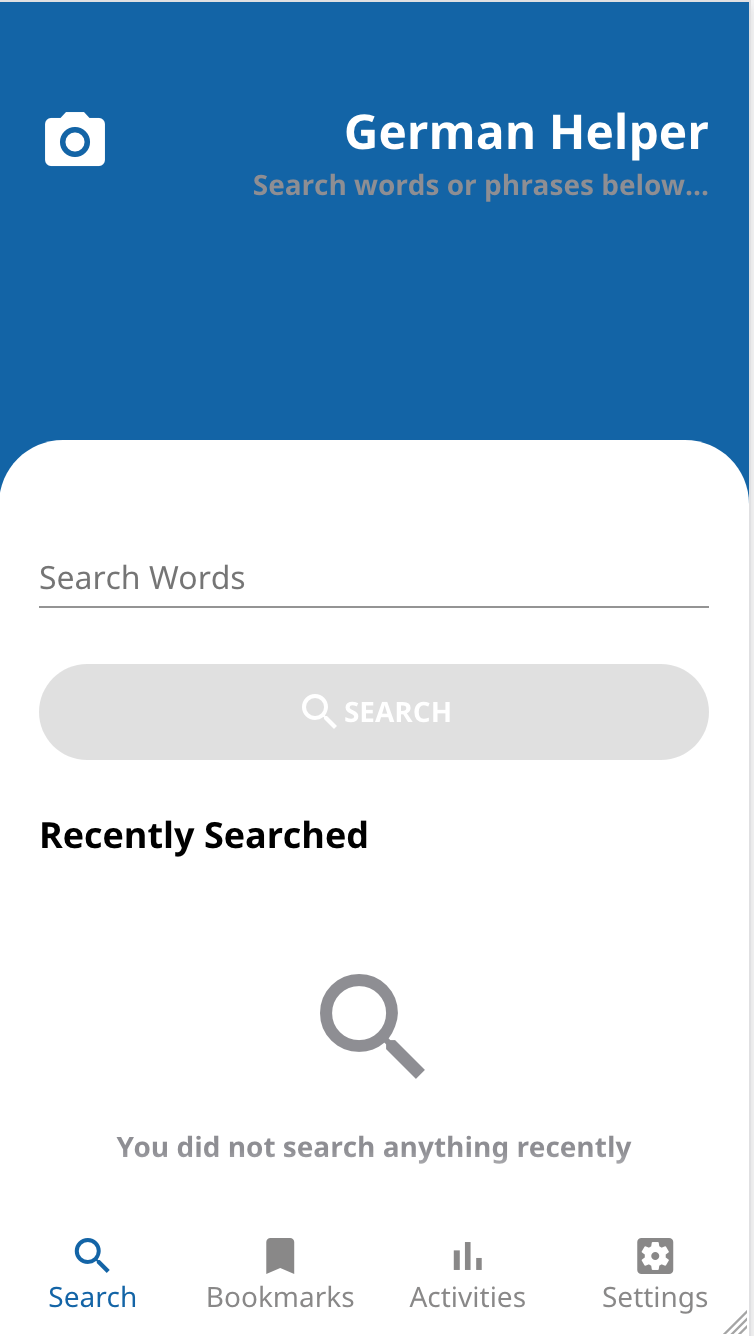 German Helper
Search words or phrases below...
Search Words
SEARCH
Recently Searched
You did not search anything recently
Search
Bookmarks
Activities
Settings